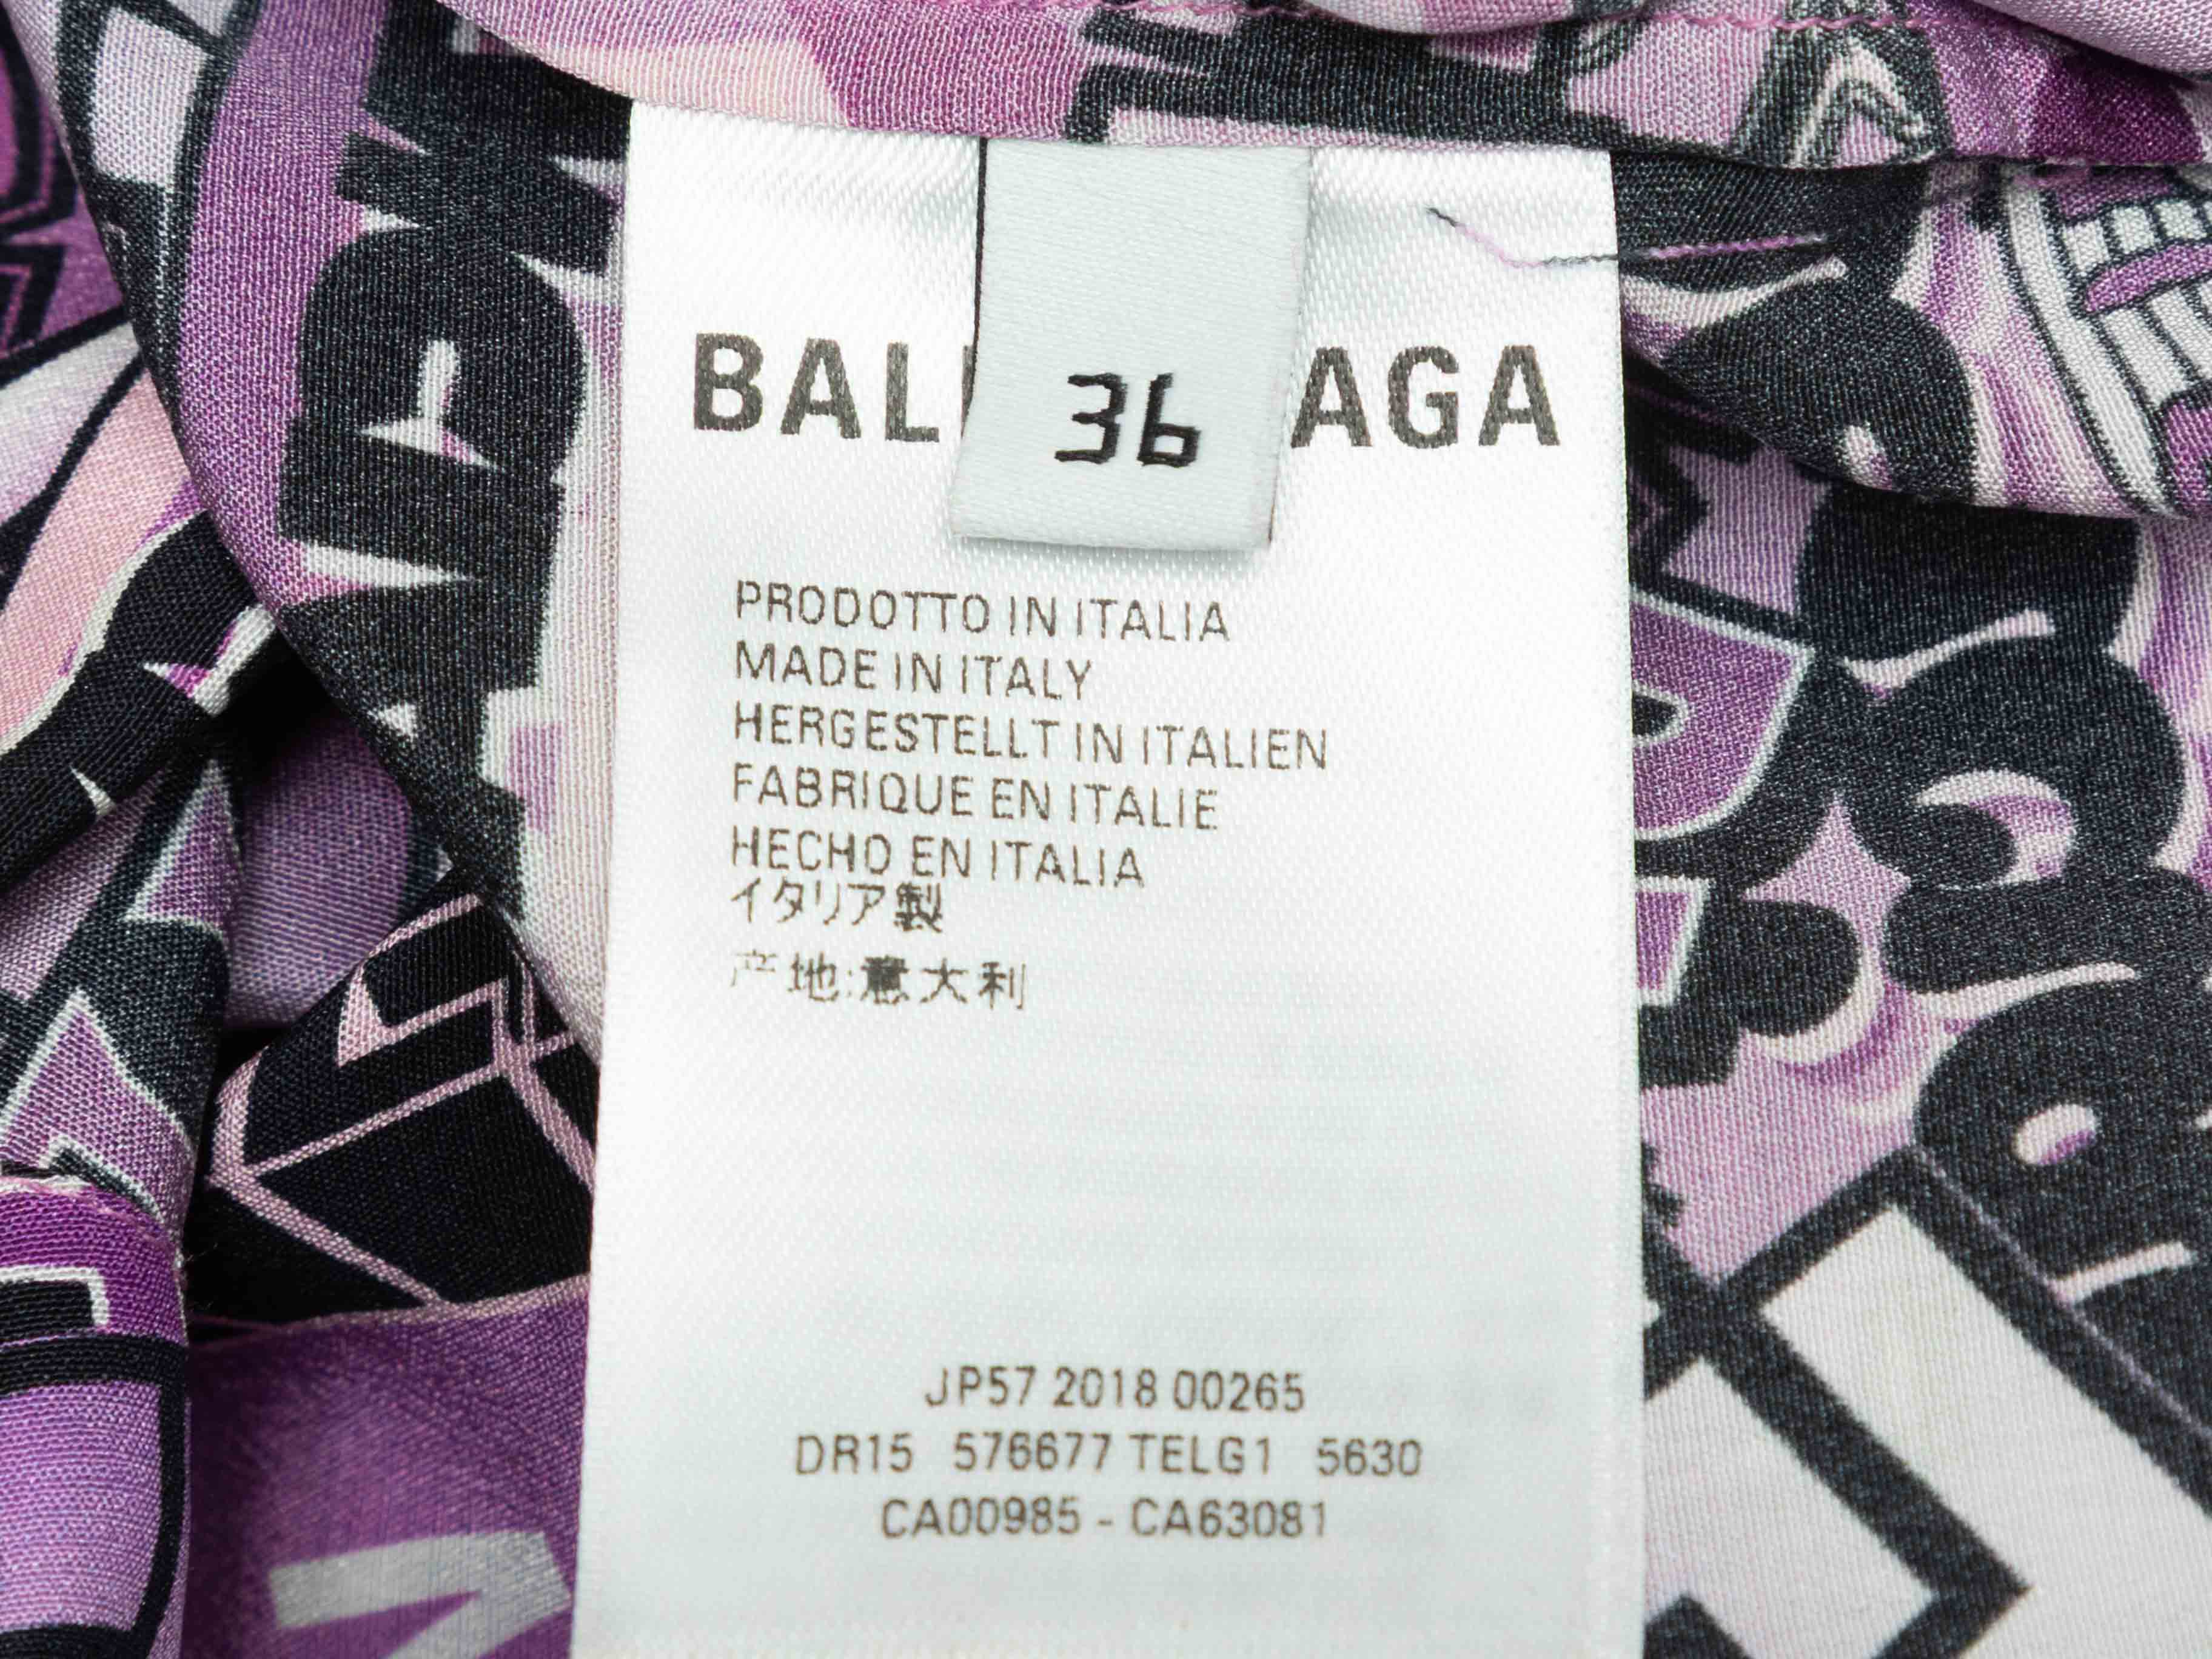 BAL AGA
36
PRODOTTO IN ITALIA
MADE IN ITALY
HERGESTELLT IN ITALIEN
FABRIQUE EN ITALIE
HECHO EN ITALIA
イタリア製
产地:意大利
JP57 2018 00265
DR15 576677 TELG1 5630
CA00985 - CA63081